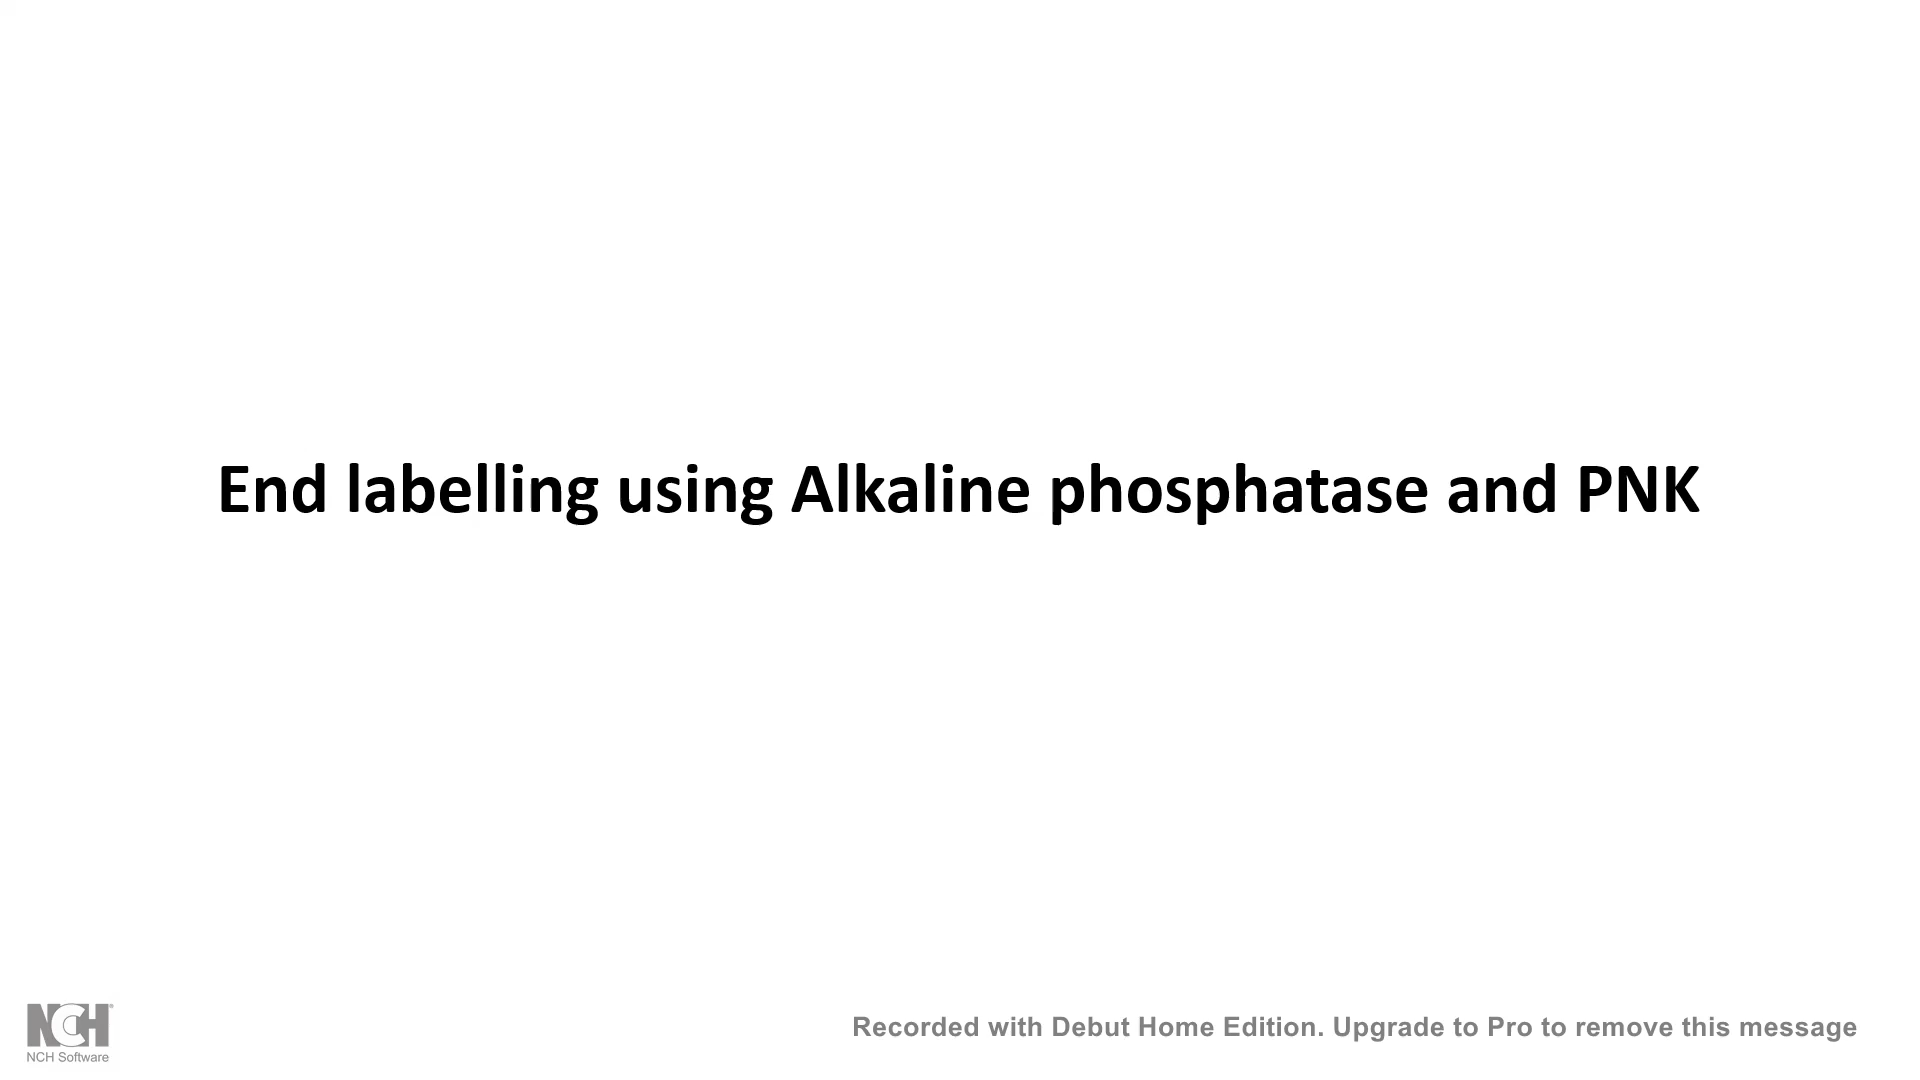 End labelling using Alkaline phosphatase and PNK
NCH
NCH Software
Recorded with Debut Home Edition. Upgrade to Pro to remove this message